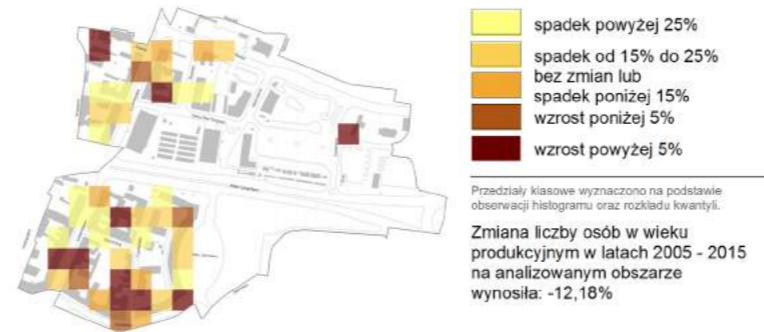 spadek powyżej 25%
spadek od 15% do 25%
bez zmian lub
spadek poniżej 15%
wzrost poniżej 5%
wzrost powyżej 5%
Przedziały klasowe wyznaczono na podstawie
obserwacji histogramu oraz rozkładu kwantyli.
Zmiana liczby osób w wieku
produkcyjnym w latach 2005 - 2015
na analizowanym obszarze
wynosiła: -12,18%